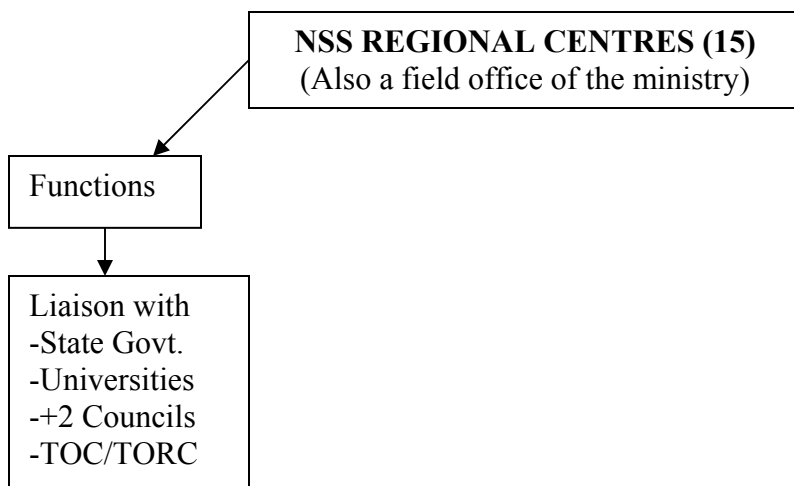 NSS REGIONAL CENTRES (15)
(Also a field office of the ministry)
Functions
Liaison with
-State Govt.
-Universities
-+2 Councils
-TOC/TORC